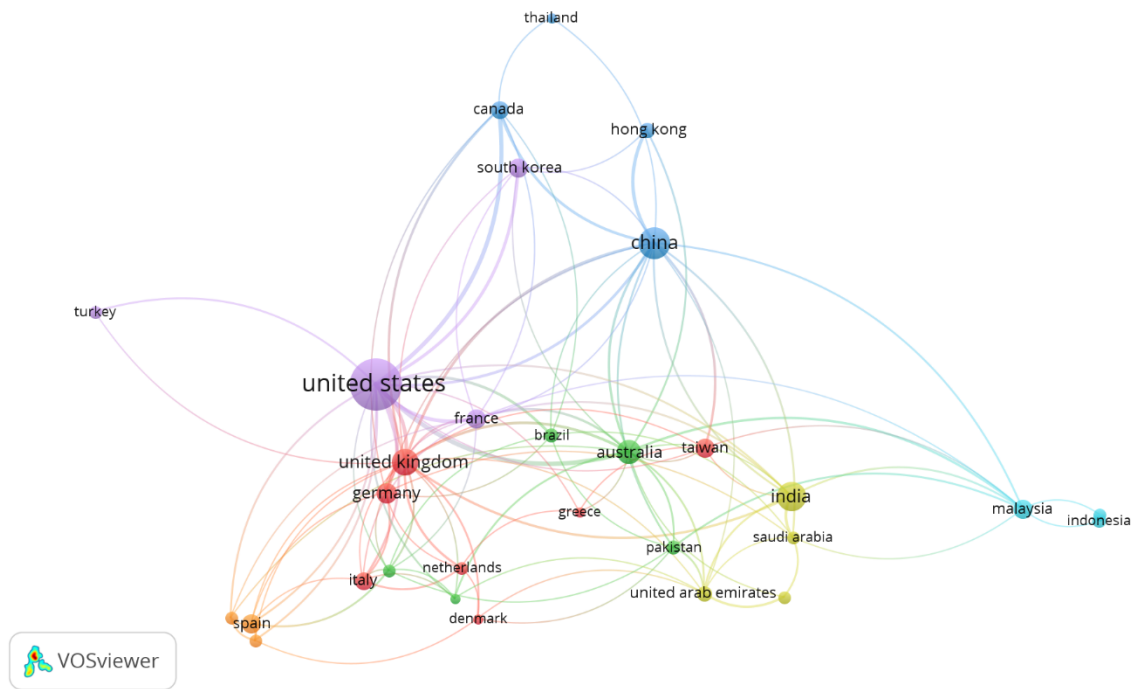 thailand
canada
hong kong
south korea
china
turkey
united states
france
brazil
australia
taiwan
united kingdom
germany
india
malaysia
indonesia
greece
saudi arabia
pakistan
netherlands
italy
united arab emirates
denmark
spain
VOSviewer